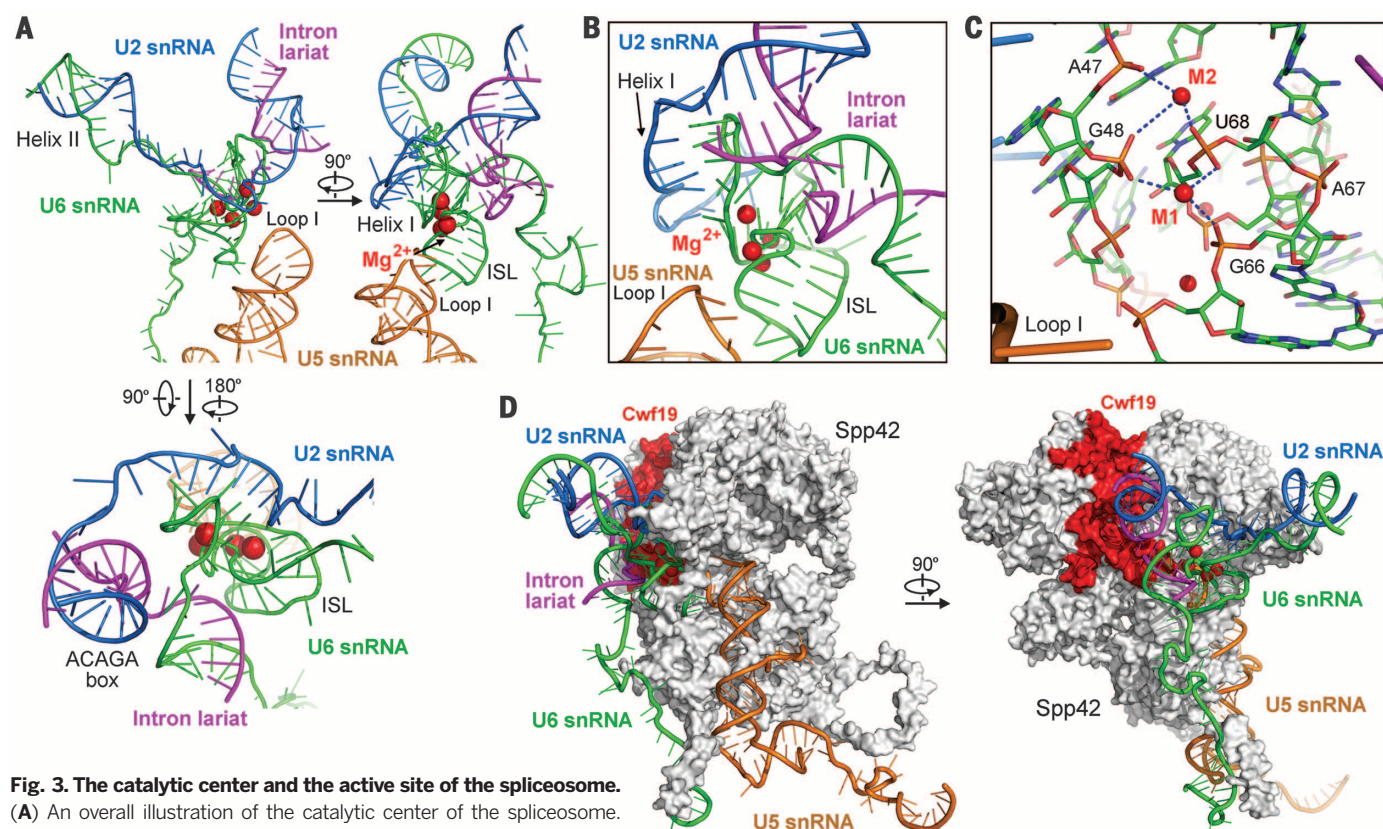 A
U2 snRNA
Intron
lariat
Helix II
U6 snRNA
Loop I
90º
Helix I
Mg2+
ISL
Loop I
U5 snRNA
90º
180º
U2 snRNA
ISL
U6 snRNA
ACAGA
box
Intron lariat
B
U2 snRNA
Helix I
Intron
lariat
Mg2+
U5 snRNA
Loop I
ISL
U6 snRNA
C
A47
M2
G48
U68
M1
A67
G66
Loop I
D
Cwf19
U2 snRNA
Spp42
Intron
lariat
U6 snRNA
U5 snRNA
90º
Cwf19
U2 snRNA
U6 snRNA
Spp42
U5 snRNA
Fig. 3. The catalytic center and the active site of the spliceosome.
(A) An overall illustration of the catalytic center of the spliceosome.